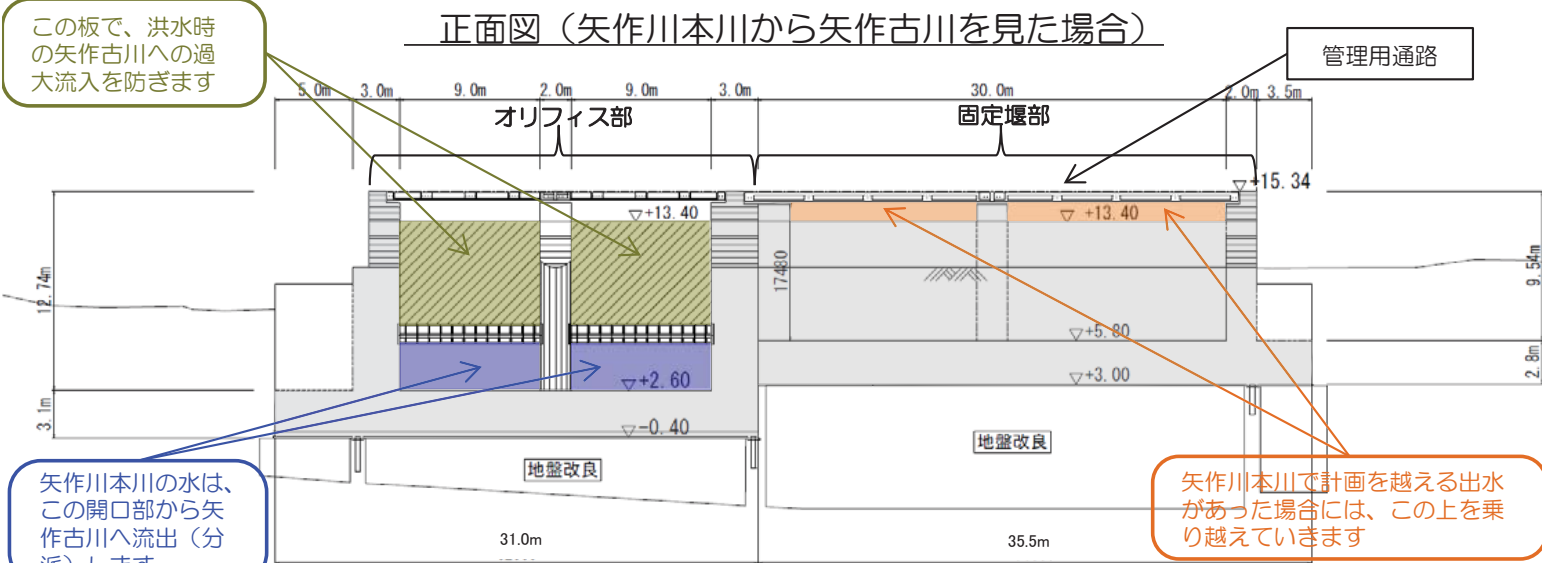 正面図（矢作川本川から矢作古川を見た場合）
この板で、洪水時
の矢作古川への過
大流入を防ぎます
管理用通路
5.0m 3.0m 9.0m 2.0m 9.0m 3.0m 30.0m 2.0m 3.5m
オリフィス部 固定堰部
+15.34
▽+13.40 ▽ +13.40
12.74m
17480
9.54m
▽+5.80
▽+2.60 ▽+3.00
2.8m
3.1m
▽-0.40
地盤改良 地盤改良
矢作川本川の水は、
この開口部から矢
作古川へ流出（分
派）します
矢作川本川で計画を越える出水
があった場合には、この上を乗
り越えていきます
31.0m 35.5m